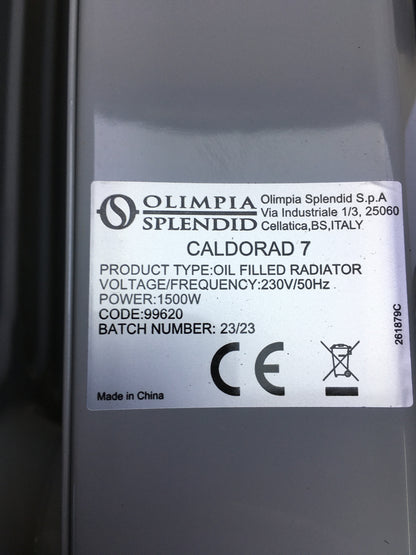 OLIMPIA
SPLENDID
Olimpia Splendid S.p.A
Via Industriale 1/3, 25060
Cellatica,BS,ITALY
CALDORAD 7
PRODUCT TYPE:OIL FILLED RADIATOR
VOLTAGE/FREQUENCY:230V/50Hz
POWER:1500W
CODE:99620
BATCH NUMBER: 23/23
CE
Made in China
261879C